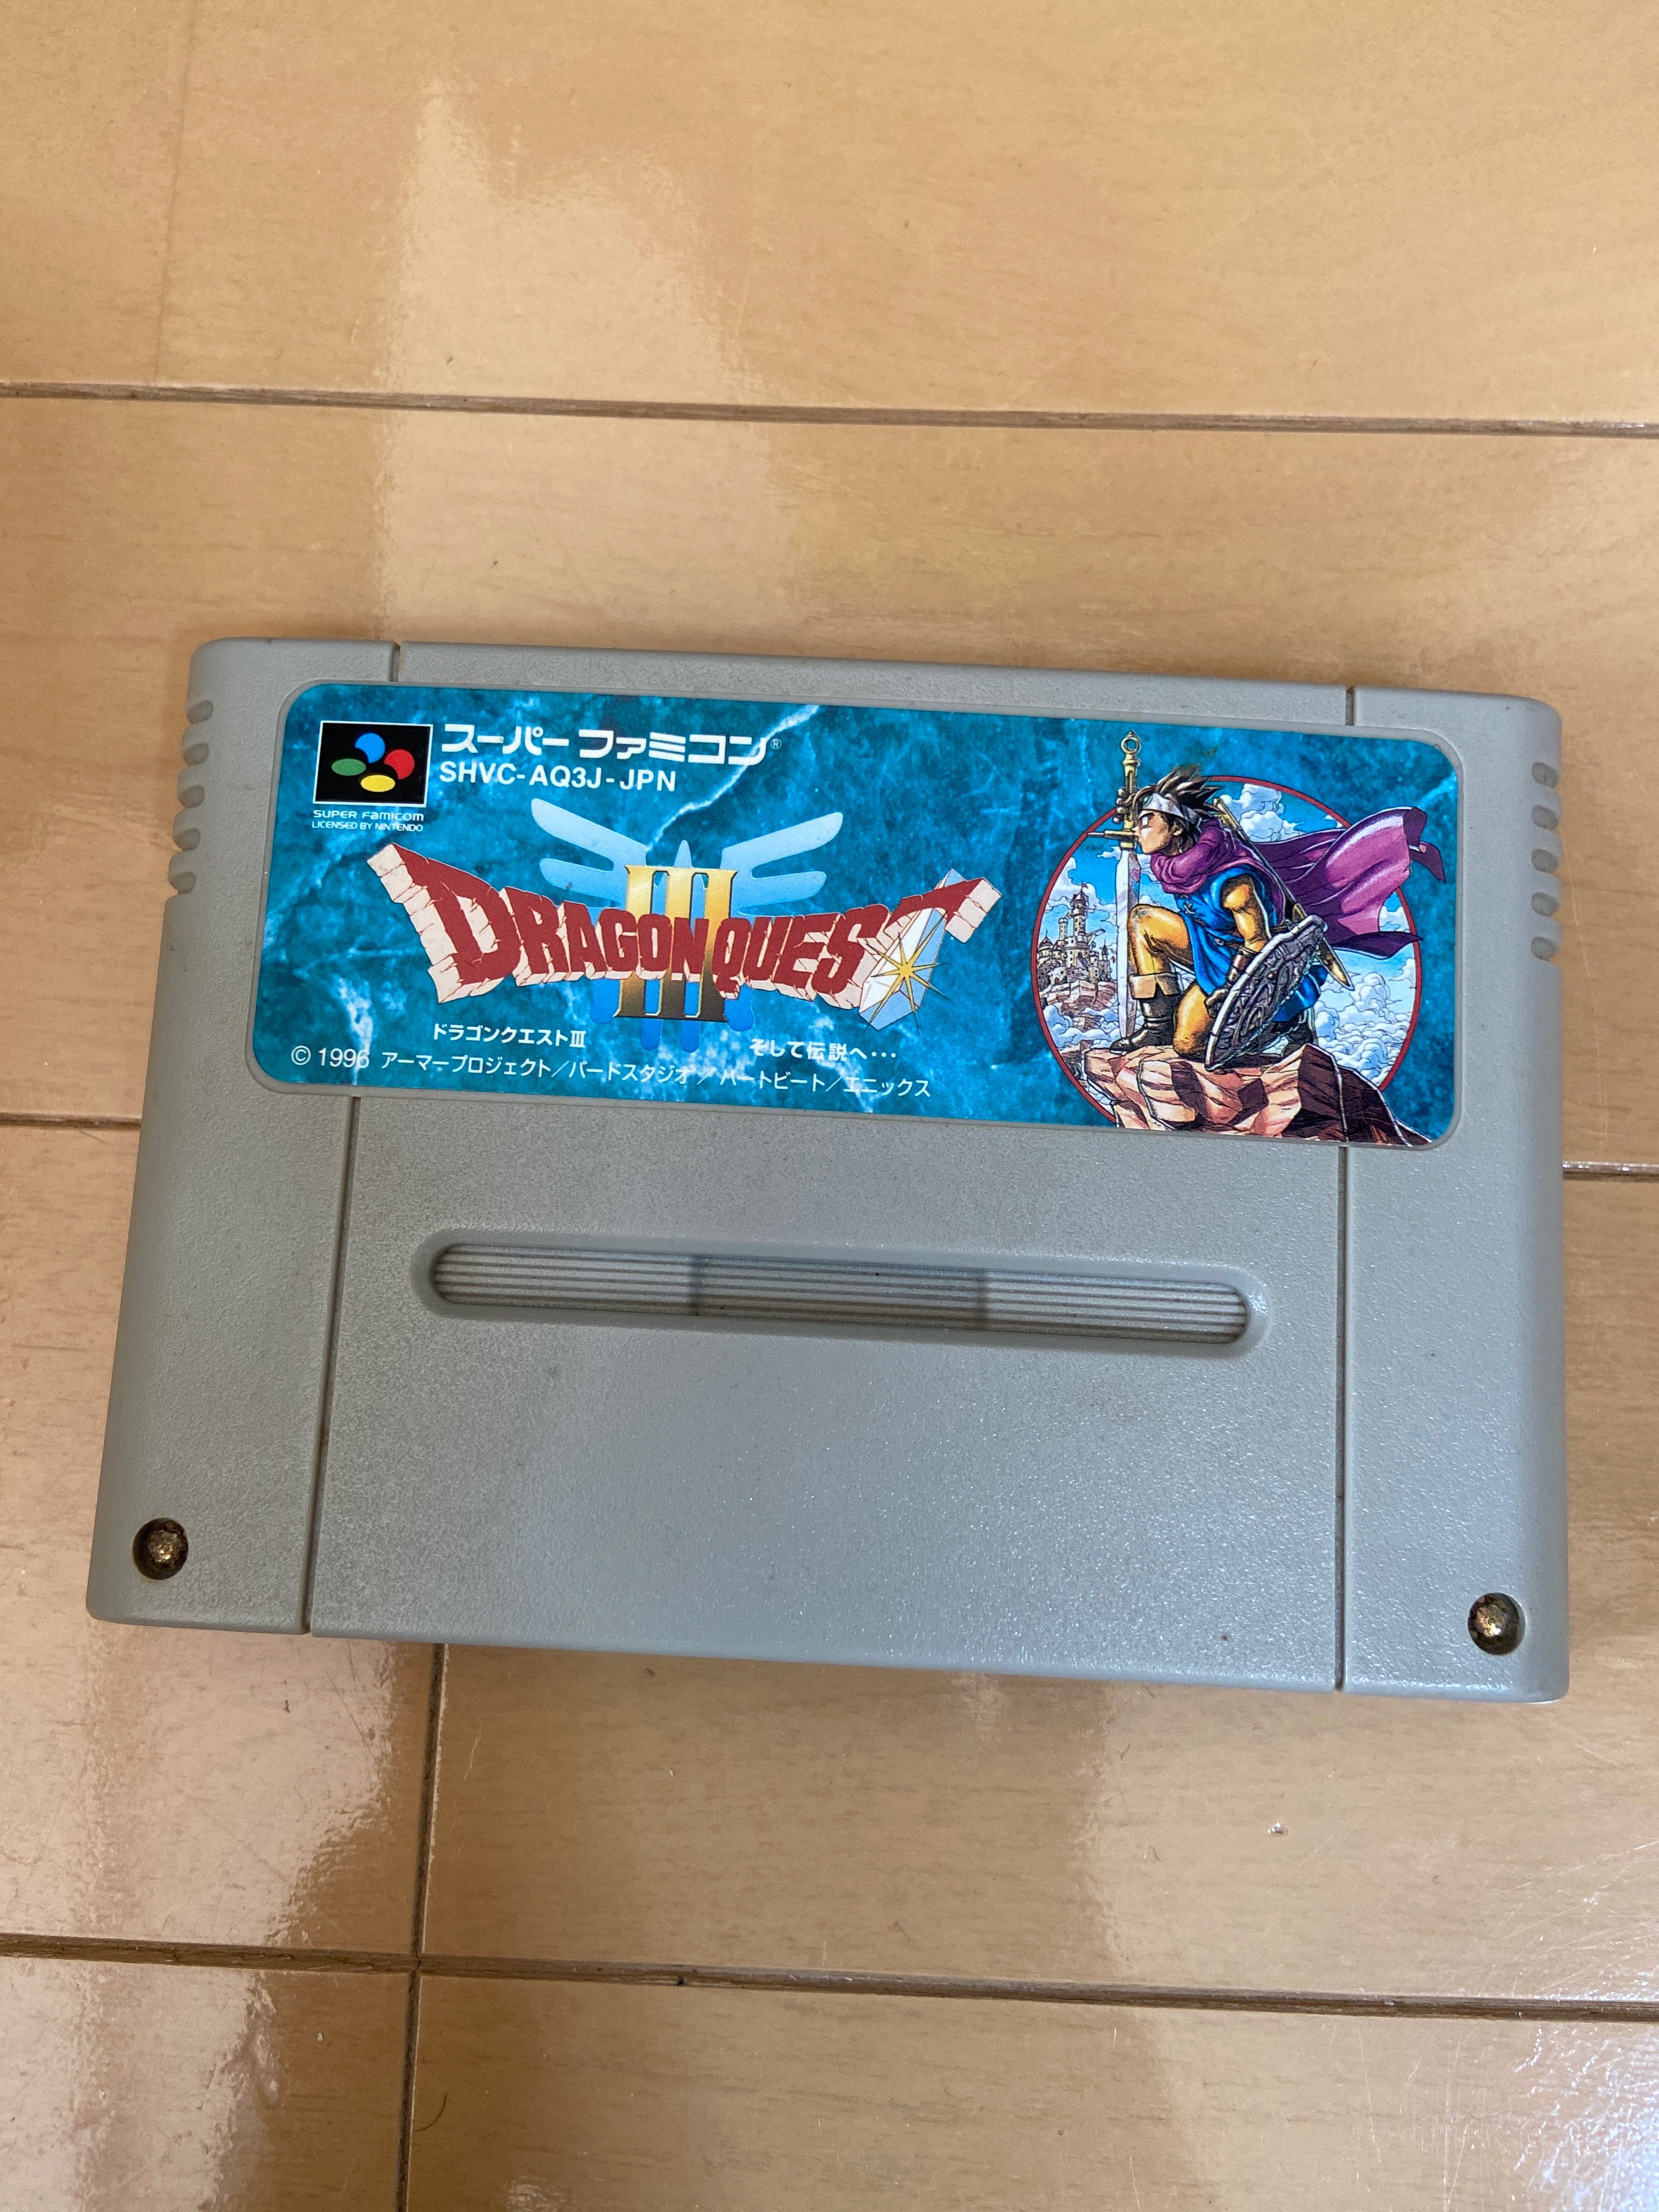 スーパーファミコン®
SHVC-AQ3J-JPN
SUPER FAMICOM
LICENSED BY NINTENDO
III
DRAGON QUEST
ドラゴンクエストⅢ そして伝説へ・・・
© 1996 アーマープロジェクト／バードスタジオ／ハートビート／エニックス